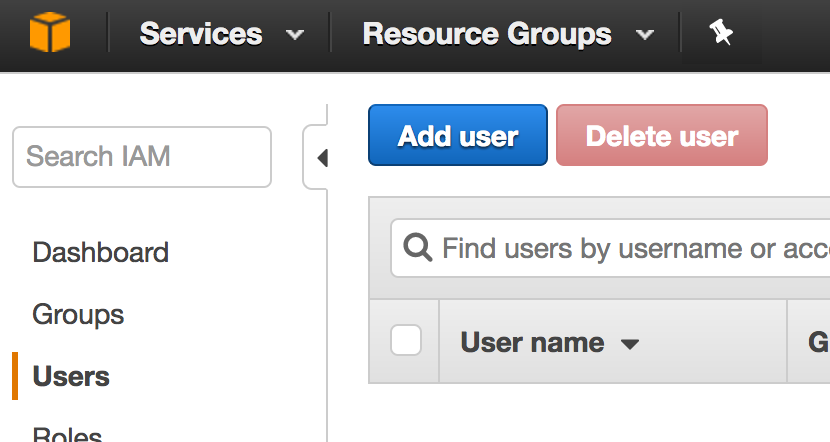 Services Resource Groups
Add user Delete user
Search IAM
Dashboard
Groups
Users
Roles
Find users by username or acc
User name G